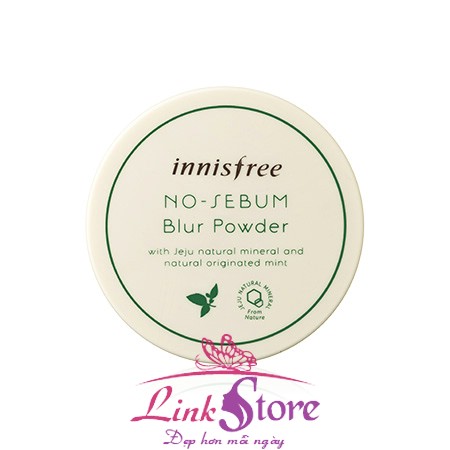 innisfree
NO-SEBUM
Blur Powder
with Jeju natural mineral and
natural originated mint
JEJU NATURAL MINERAL
From
Nature
Link Store
Đẹp hơn mỗi ngày